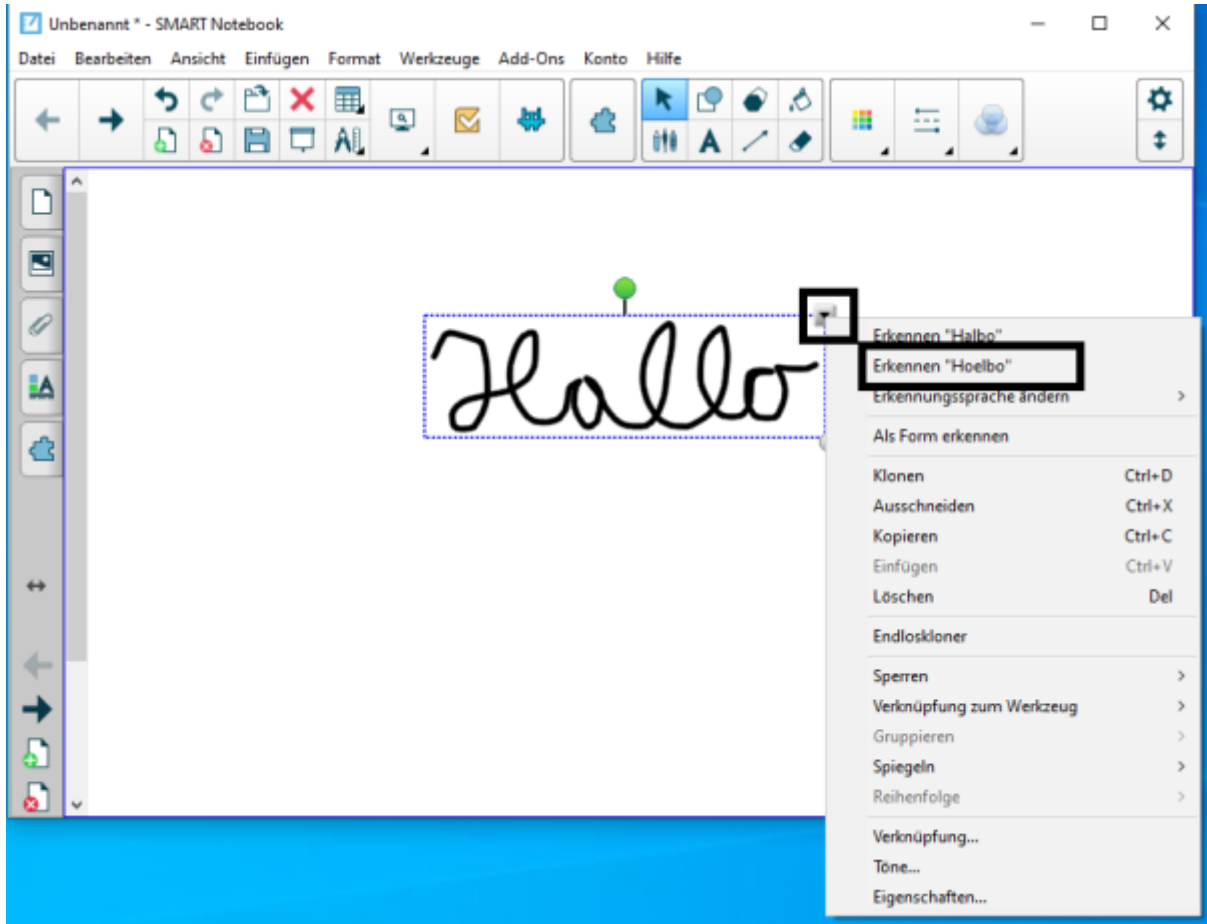 Unbenannt * - SMART Notebook
Datei Bearbeiten Ansicht Einfügen Format Werkzeuge Add-Ons Konto Hilfe
Hallo
Erkennen "Halbo"
Erkennen "Hoelbo"
Erkennungssprache ändern
Als Form erkennen
Klonen Ctrl+D
Ausschneiden Ctrl+X
Kopieren Ctrl+C
Einfügen Ctrl+V
Löschen Del
Endloskloner
Sperren
Verknüpfung zum Werkzeug
Gruppieren
Spiegeln
Reihenfolge
Verknüpfung...
Töne...
Eigenschaften...